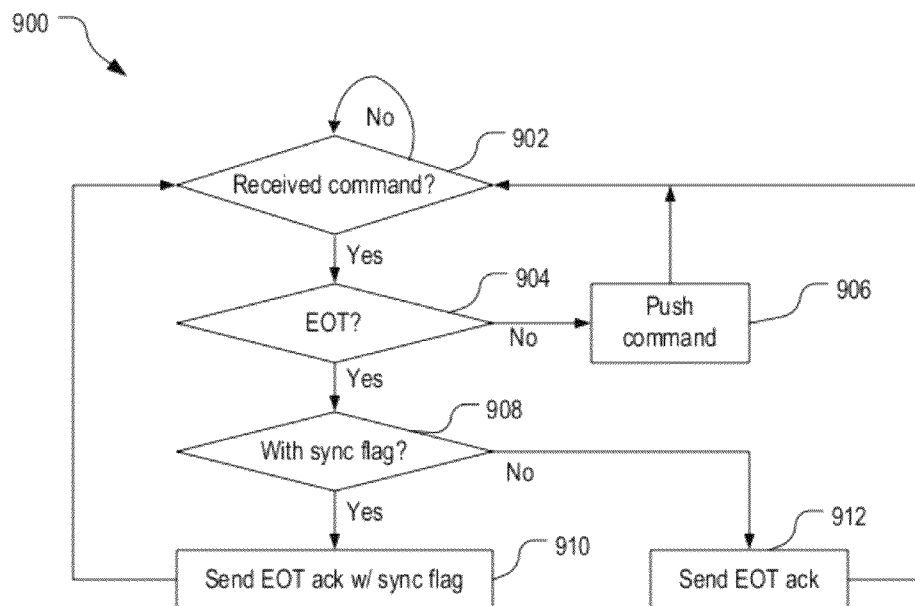 900
No
902
Received command?
Yes
904
EOT?
No
Push
command
906
Yes
908
With sync flag?
No
Yes
912
910
Send EOT ack w/ sync flag
Send EOT ack